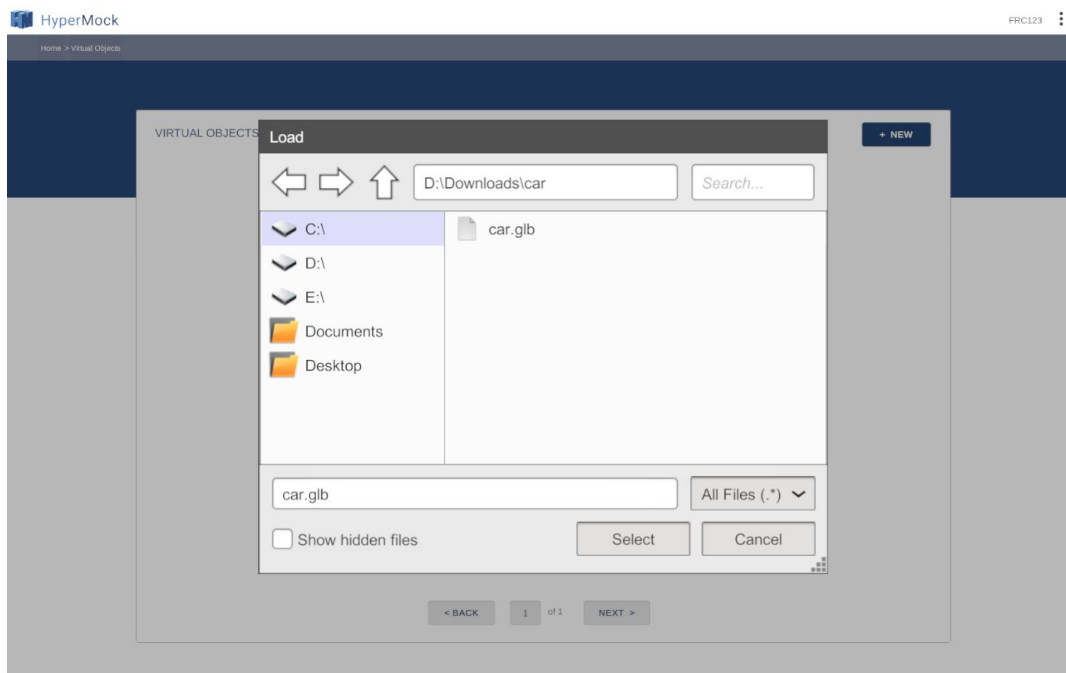 HyperMock
FRC123
Home > Virtual Objects
VIRTUAL OBJECTS
+ NEW
Load
D:\Downloads\car
Search...
C:\
D:\
E:\
Documents
Desktop
car.glb
car.glb
All Files (.*)
Show hidden files
Select
Cancel
< BACK
1
of 1
NEXT >